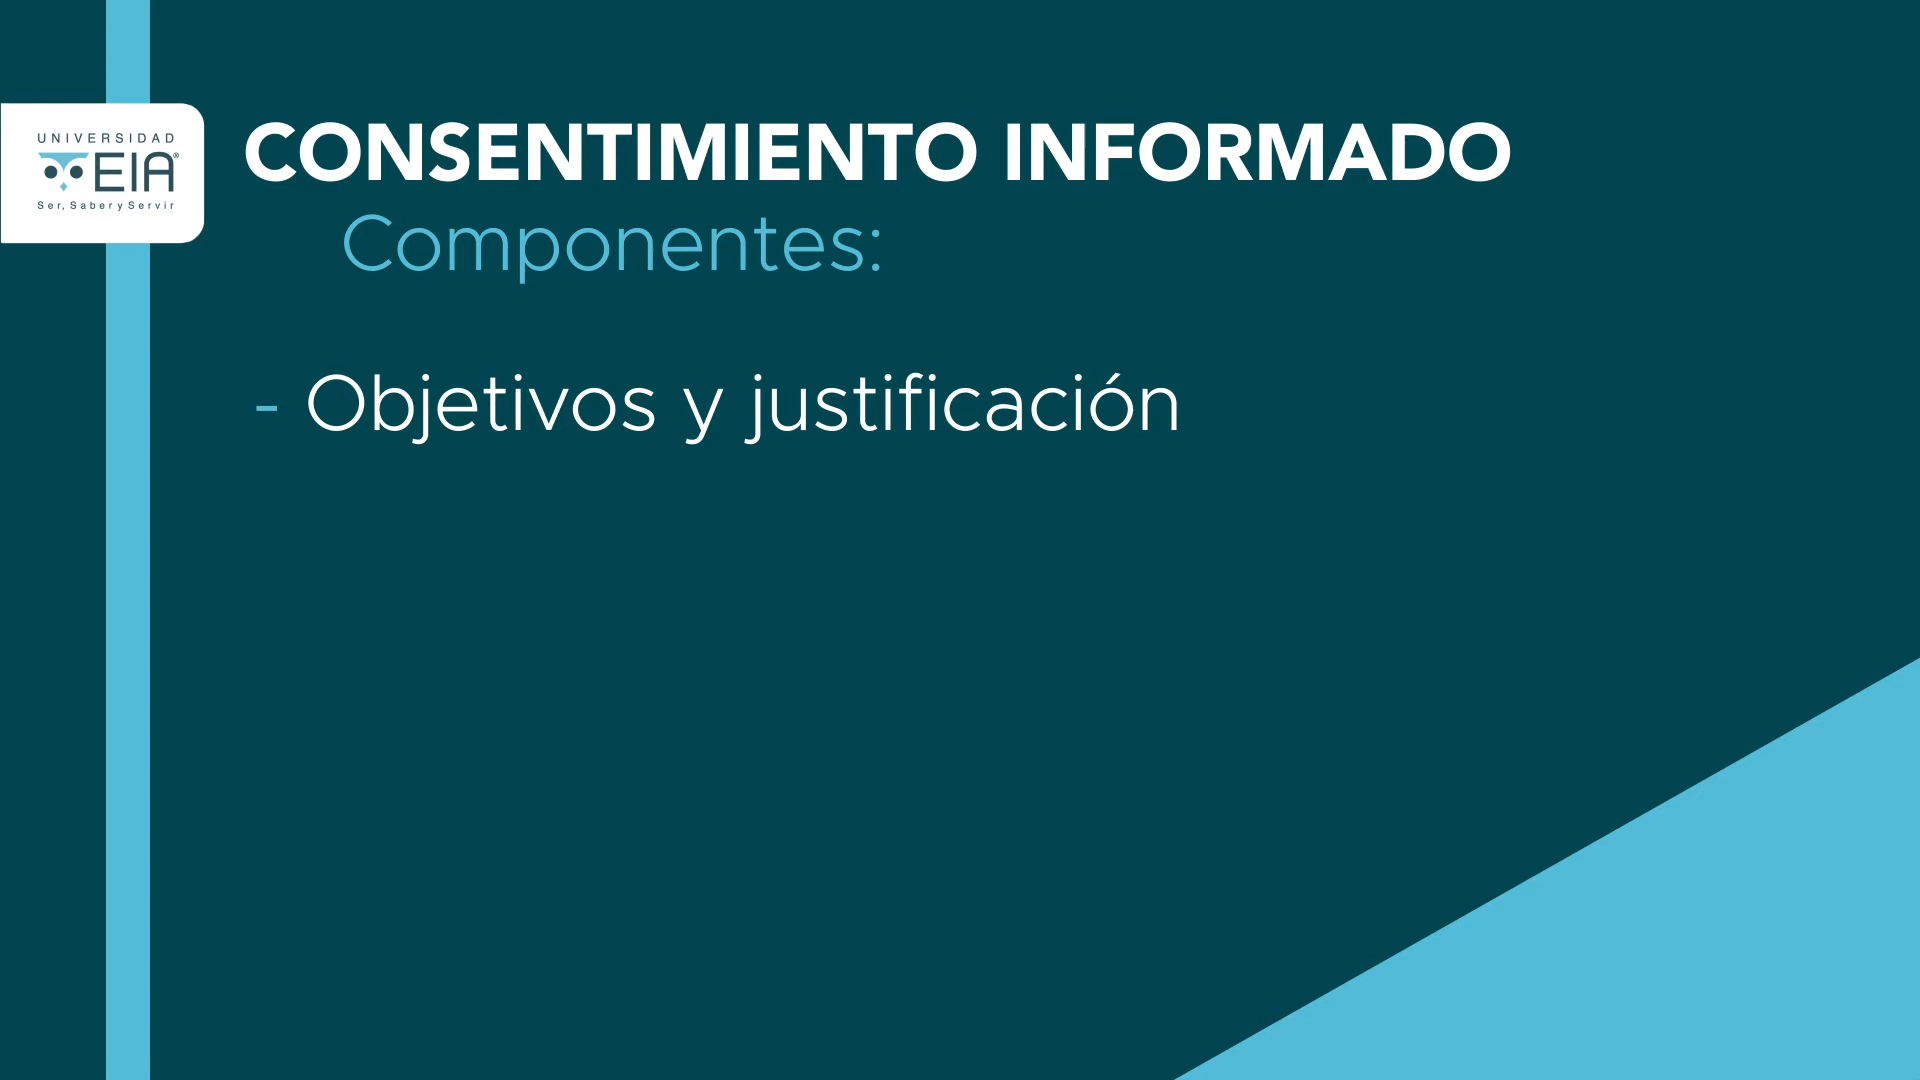 UNIVERSIDAD
EIA®
Ser, Saber y Servir
CONSENTIMIENTO INFORMADO
Componentes:
- Objetivos y justificación